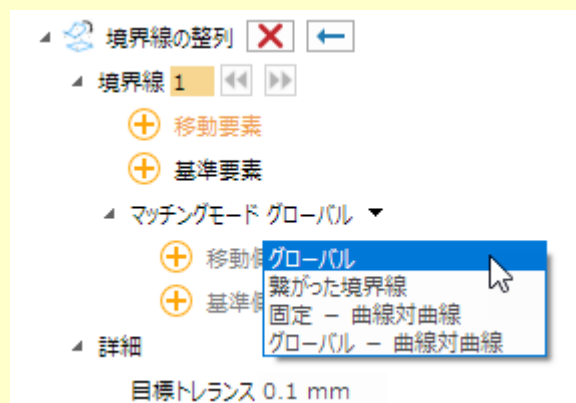 境界線の整列
境界線 1
移動要素
基準要素
マッチングモード グローバル
移動
グローバル
繋がった境界線
基準
固定 － 曲線対曲線
グローバル － 曲線対曲線
詳細
目標トレランス 0.1 mm